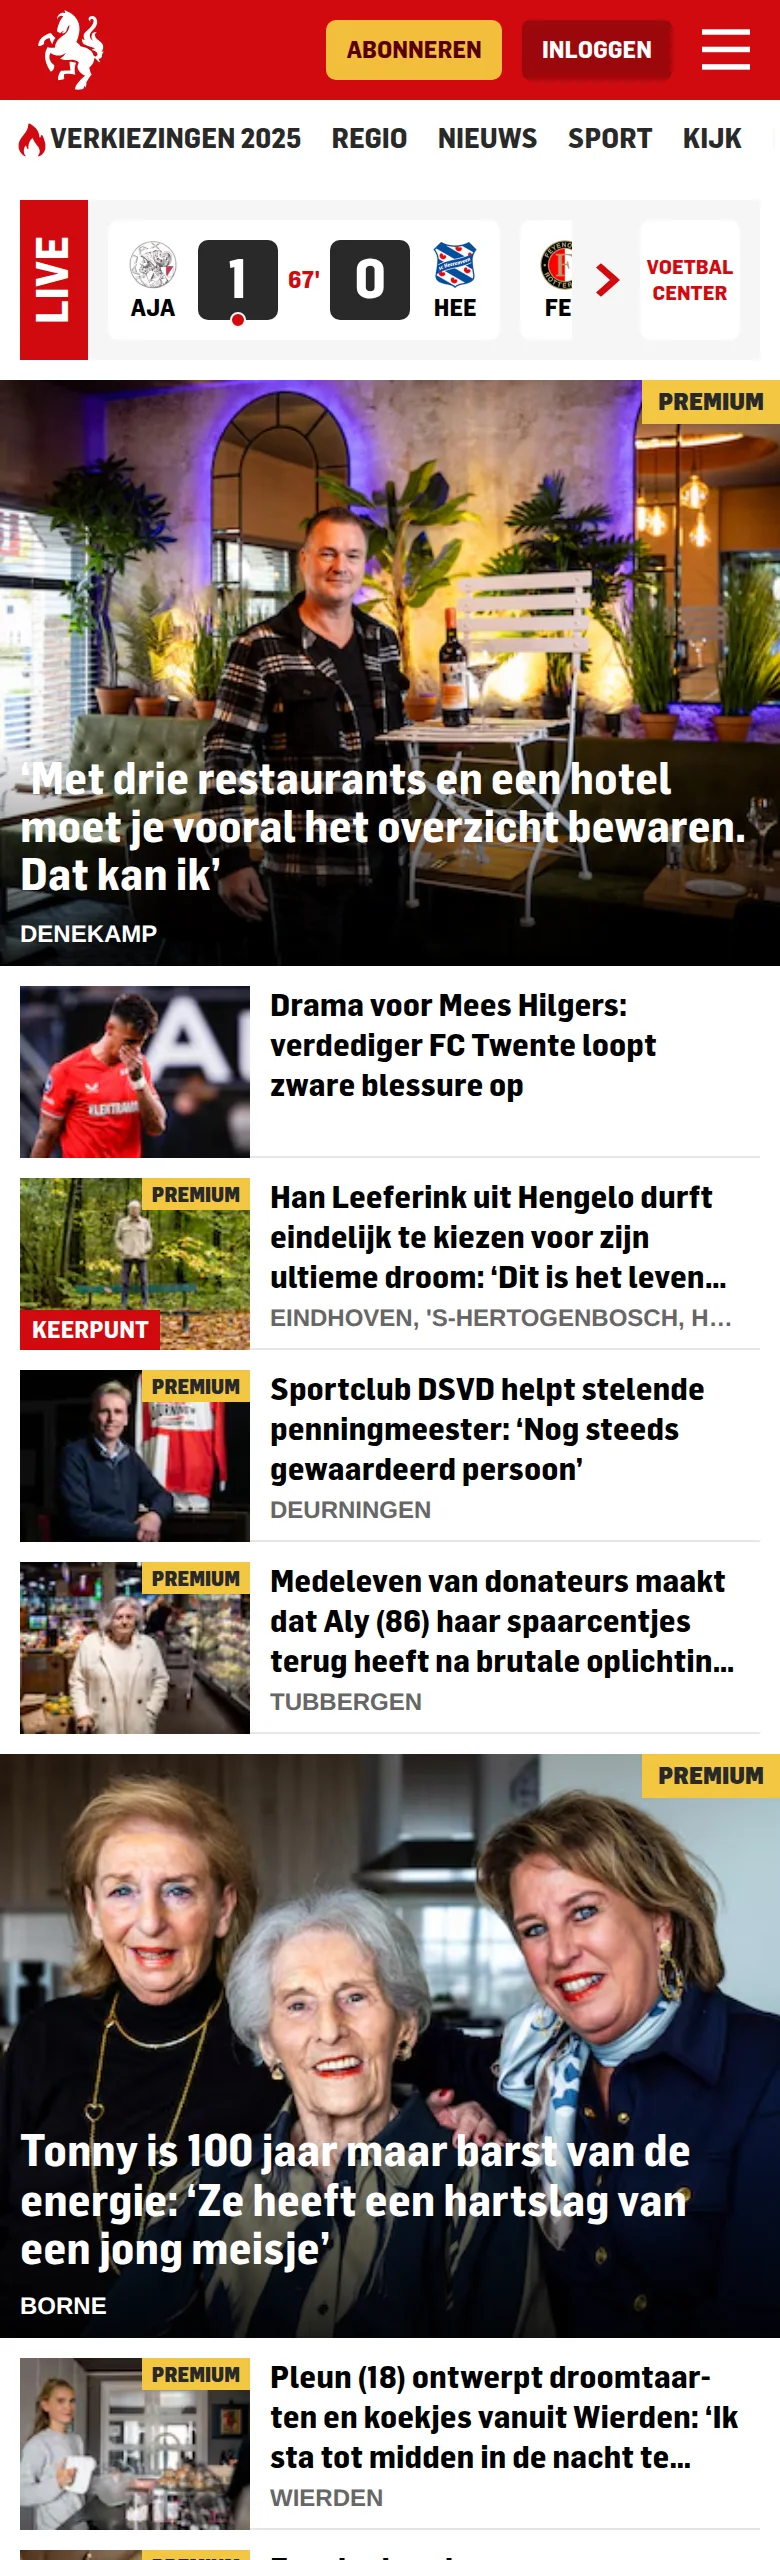 ABONNEREN
INLOGGEN
VERKIEZINGEN 2025 REGIO NIEUWS SPORT KIJK
LIVE
AJA
1
67'
0
HEE
FE
VOETBAL
CENTER
PREMIUM
‘Met drie restaurants en een hotel
moet je vooral het overzicht bewaren.
Dat kan ik’
DENEKAMP
Drama voor Mees Hilgers:
verdediger FC Twente loopt
zware blessure op
PREMIUM
KEERPUNT
Han Leeferink uit Hengelo durft
eindelijk te kiezen voor zijn
ultieme droom: ‘Dit is het leven...
EINDHOVEN, 'S-HERTOGENBOSCH, H...
PREMIUM
Sportclub DSVD helpt stelende
penningmeester: ‘Nog steeds
gewaardeerd persoon’
DEURNINGEN
PREMIUM
Medeleven van donateurs maakt
dat Aly (86) haar spaarcentjes
terug heeft na brutale oplichtin...
TUBBERGEN
PREMIUM
Tonny is 100 jaar maar barst van de
energie: ‘Ze heeft een hartslag van
een jong meisje’
BORNE
PREMIUM
Pleun (18) ontwerpt droomtaar-
ten en koekjes vanuit Wierden: ‘Ik
sta tot midden in de nacht te...
WIERDEN
PREMIUM